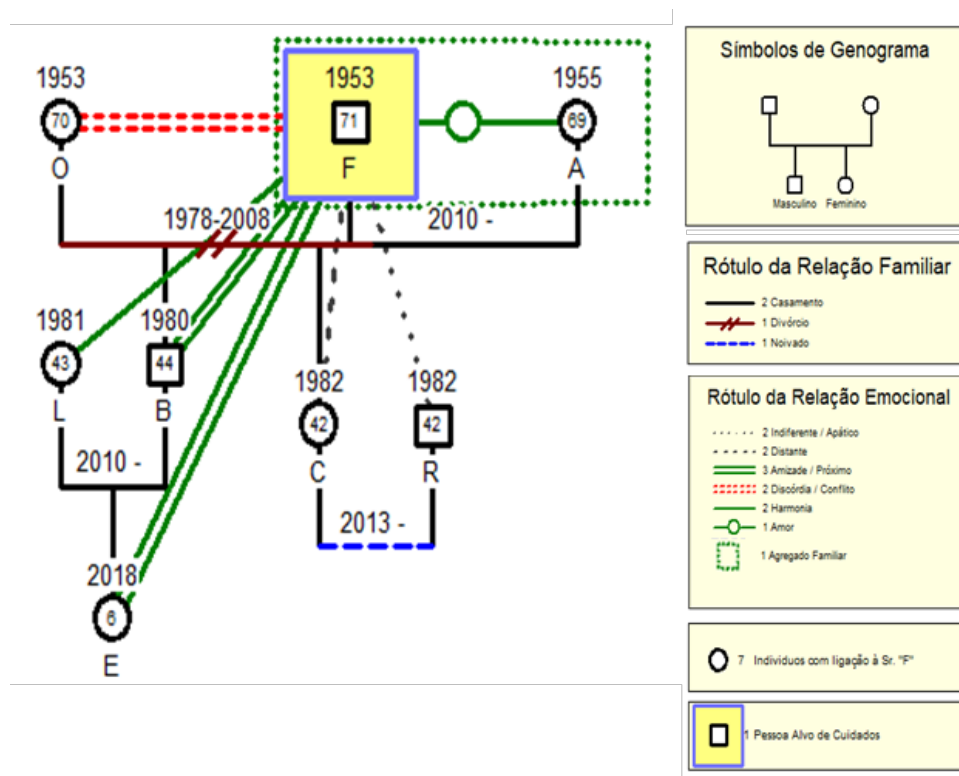 1953
1953
1955
70
71
69
O
F
A
1978-2008
2010 -
1981
1980
43
44
L
B
1982
1982
42
42
C
R
2010 -
2013 -
2018
6
E
Símbolos de Genograma
Masculino Feminino
Rótulo da Relação Familiar
2 Casamento
1 Divórcio
1 Noivado
Rótulo da Relação Emocional
2 Indiferente / Apático
2 Distante
3 Amizade / Próximo
2 Discórdia / Conflito
2 Harmonia
1 Amor
1 Agregado Familiar
7 Individuos com ligação à Sr. "F"
1 Pessoa Alvo de Cuidados